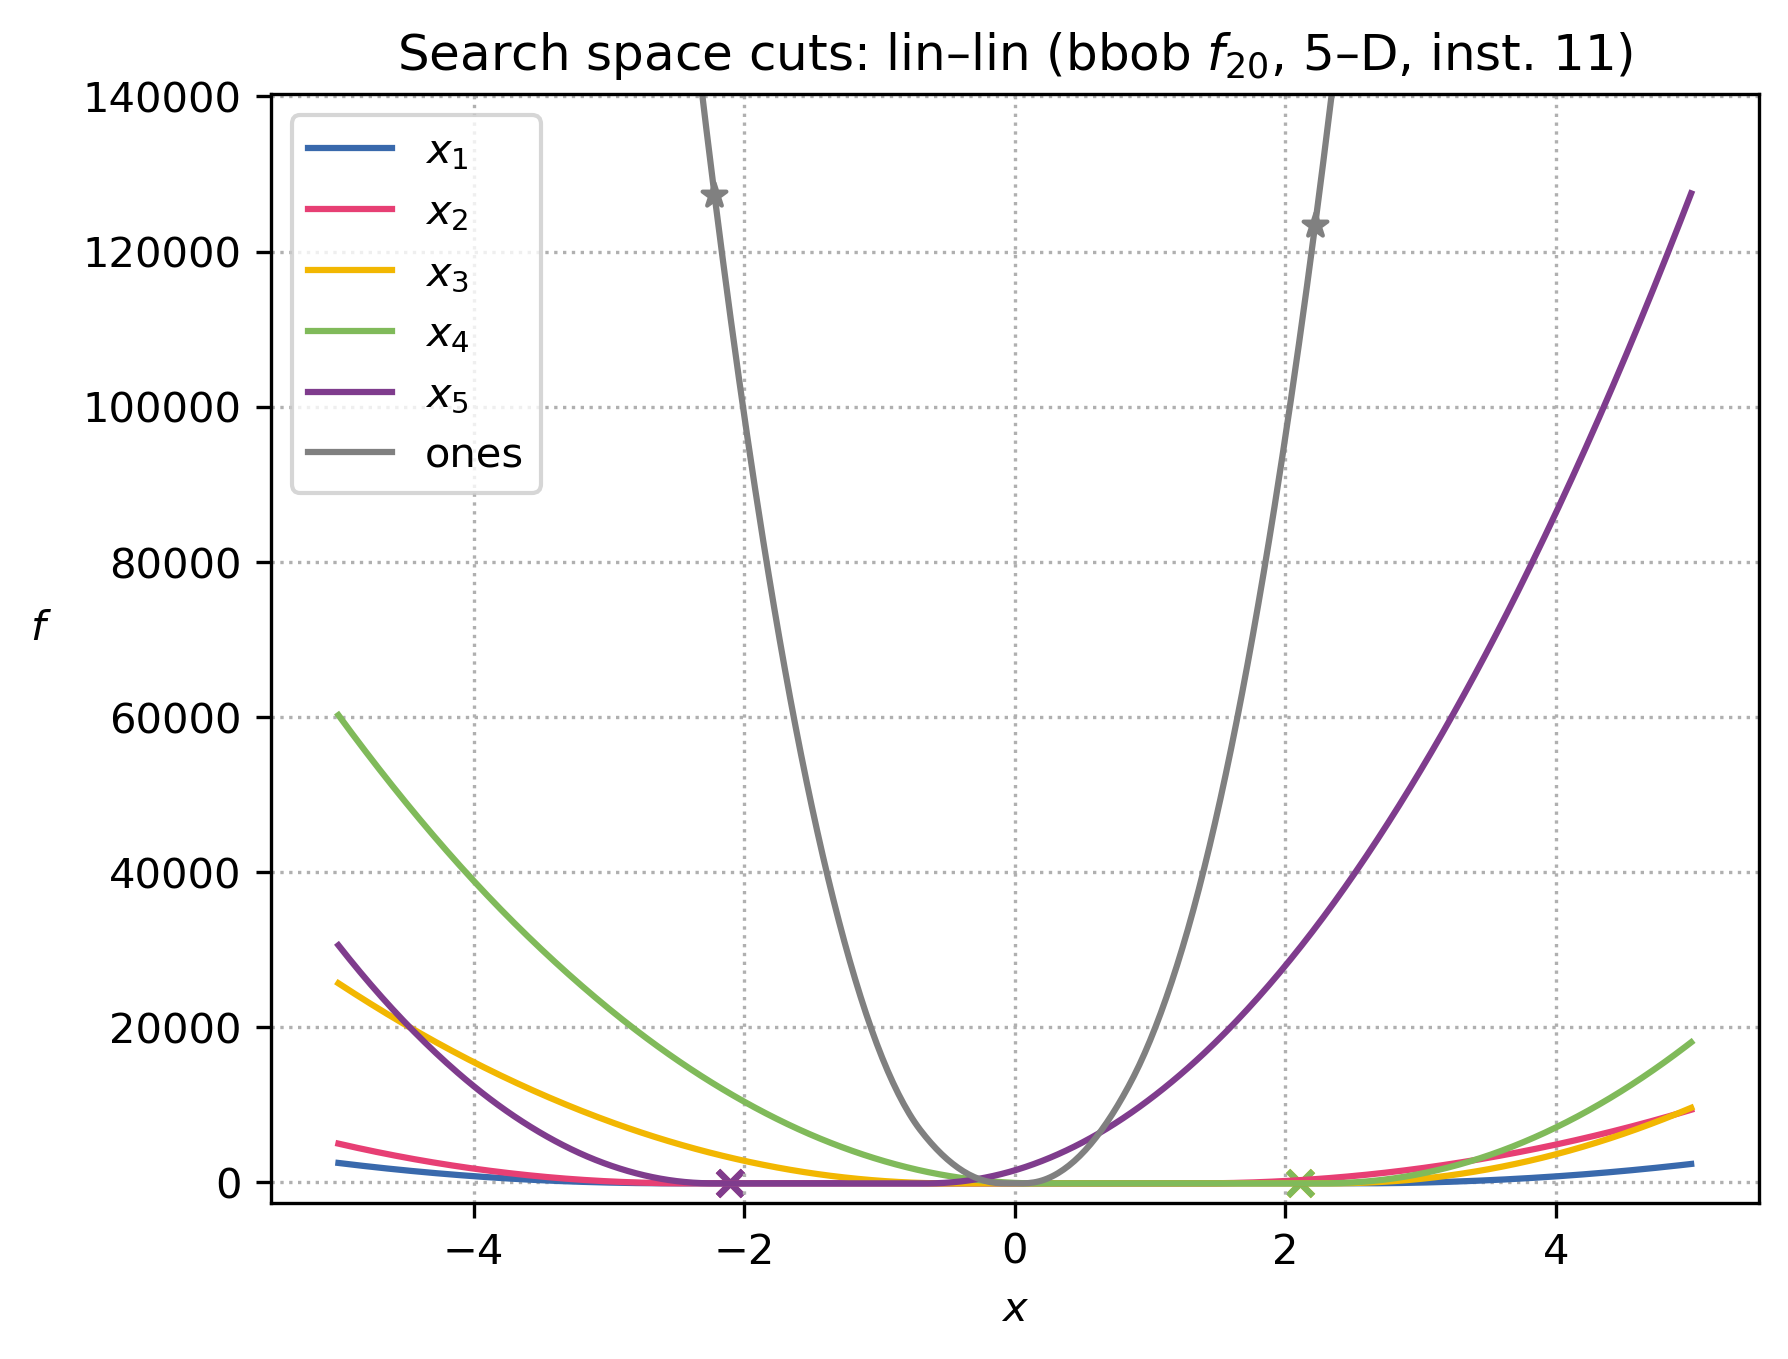 Search space cuts: lin–lin (bbob f20, 5–D, inst. 11)
140000
120000
100000
80000
60000
40000
20000
0
f
x1
x2
x3
x4
x5
ones
−4 −2 0 2 4
x